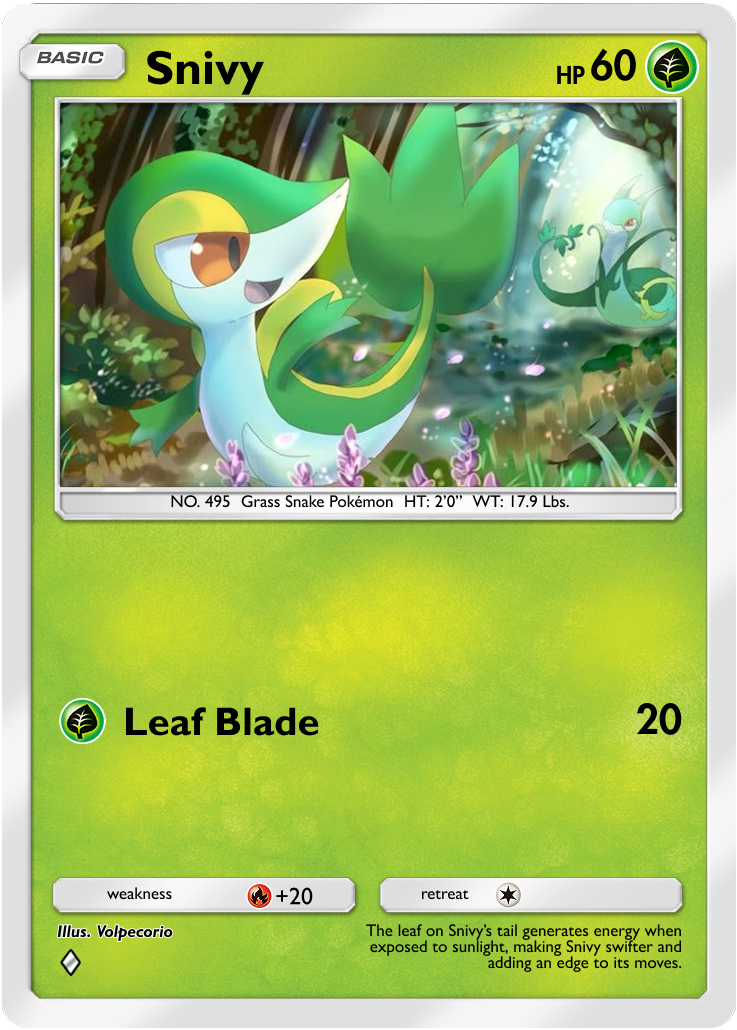 BASIC
Snivy
HP 60
NO. 495 Grass Snake Pokémon HT: 2'0” WT: 17.9 Lbs.
Leaf Blade 20
weakness +20
retreat
Illus. Volpecorio
The leaf on Snivy's tail generates energy when
exposed to sunlight, making Snivy swifter and
adding an edge to its moves.